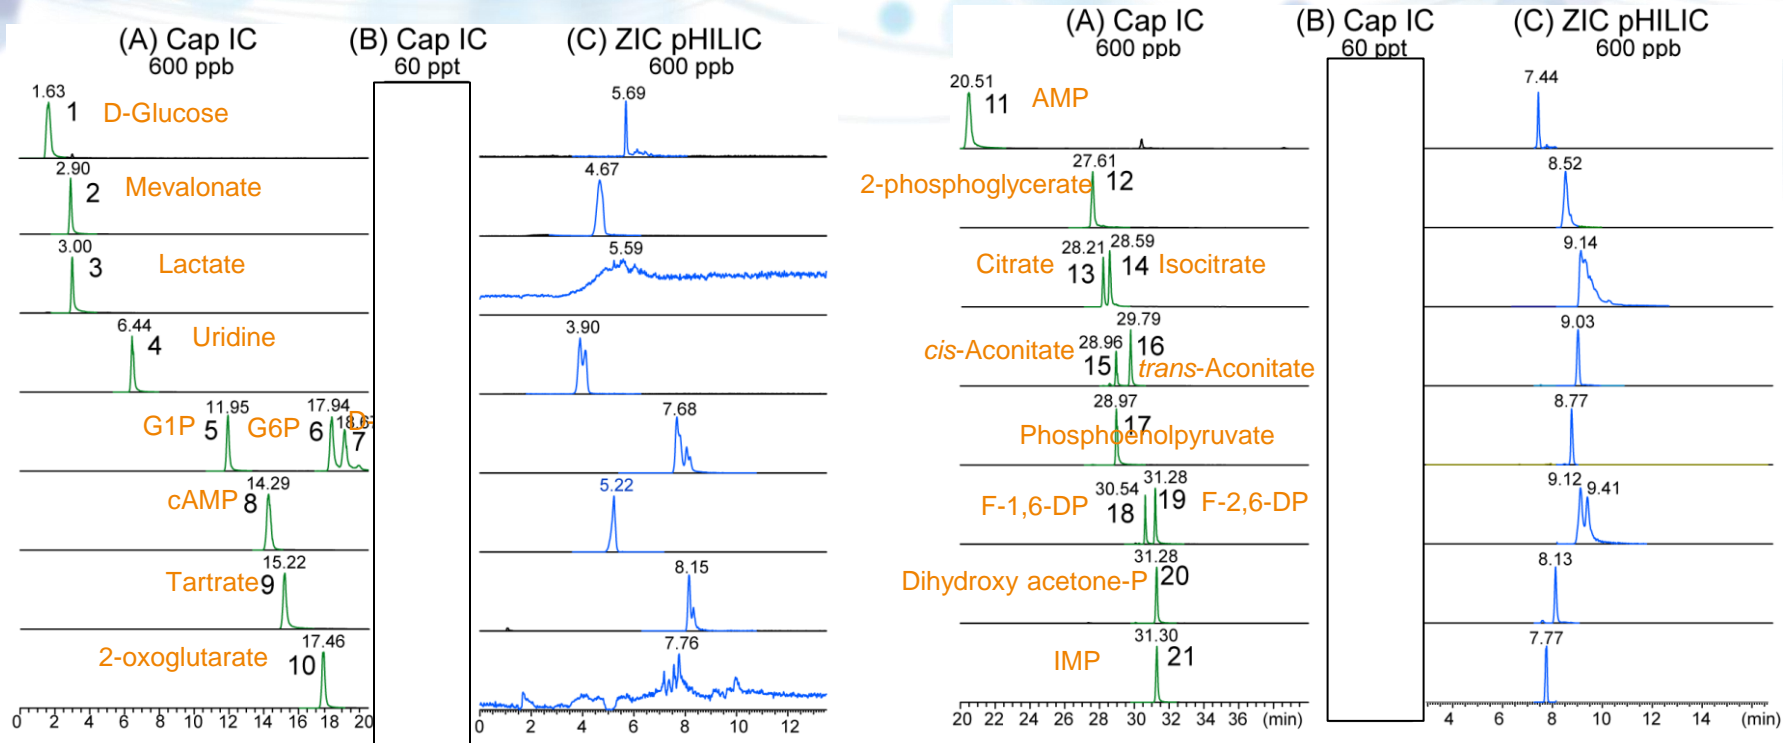 (A) Cap IC
600 ppb
(B) Cap IC
60 ppt
(C) ZIC pHILIC
600 ppb
1.63
1 D-Glucose
5.69
2.90
2 Mevalonate
4.67
3.00
3 Lactate
5.59
6.44
4 Uridine
3.90
11.95 17.94
G1P 5 G6P 6 7
7.68
14.29
cAMP 8
5.22
15.22
Tartrate 9
8.15
17.46
2-oxoglutarate 10
7.76
0 2 4 6 8 10 12 14 16 18 20
0 2 4 6 8 10 12
(A) Cap IC
600 ppb
(B) Cap IC
60 ppt
(C) ZIC pHILIC
600 ppb
20.51
11 AMP
7.44
27.61
2-phosphoglycerate 12
8.52
28.21 28.59
Citrate 13 14 Isocitrate
9.14
29.79
cis-Aconitate 28.96 16
15 trans-Aconitate
9.03
28.97
17
Phosphoenolpyruvate
8.77
30.54 31.28
F-1,6-DP 18 19 F-2,6-DP
9.12 9.41
31.28
Dihydroxy acetone-P 20
8.13
31.30
IMP 21
7.77
20 22 24 26 28 30 32 34 36 (min)
4 6 8 10 12 14 (min)